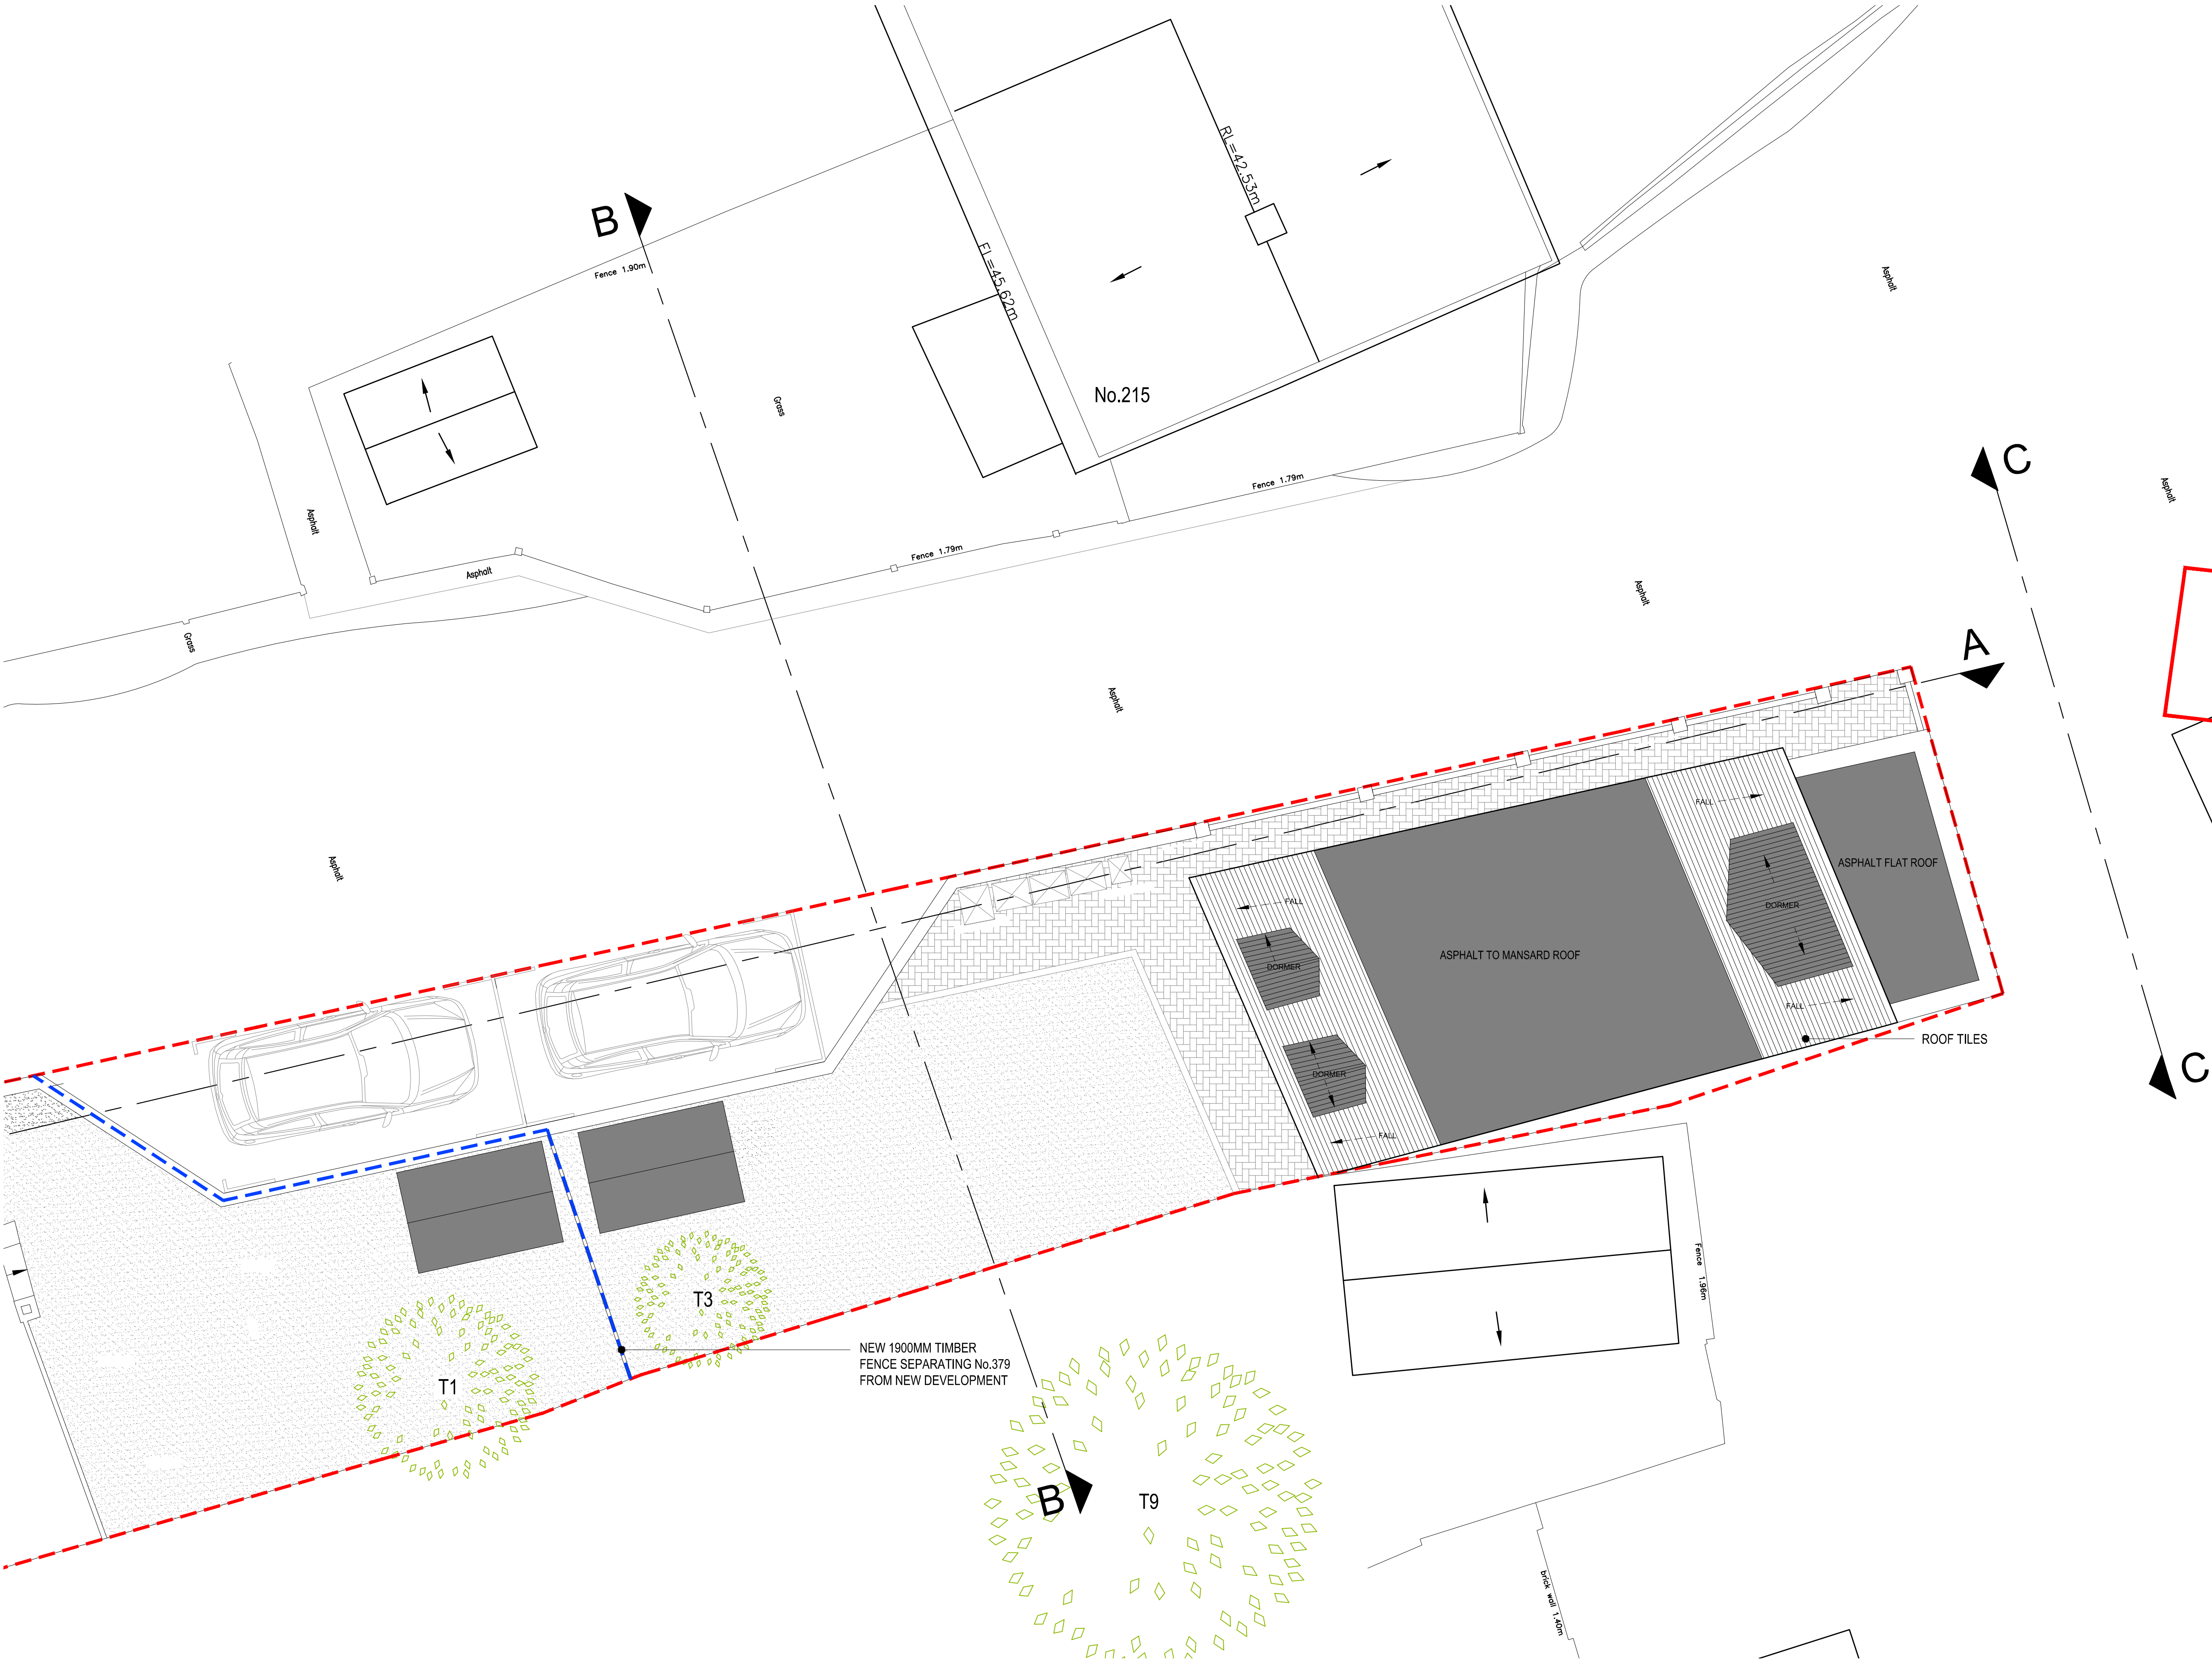 RL=42.53m
B
Fence 1.90m
FL=45.62m
Asphalt
Grass
No.215
C
Fence 1.79m
Asphalt
Asphalt
Fence 1.79m
Asphalt
Asphalt
Grass
A
Asphalt
Asphalt
FALL
ASPHALT FLAT ROOF
FALL
DORMER
ASPHALT TO MANSARD ROOF
DORMER
FALL
ROOF TILES
DORMER
C
FALL
Fence 1.96m
T3
NEW 1900MM TIMBER
FENCE SEPARATING No.379
FROM NEW DEVELOPMENT
T1
B
T9
brick wall 1.40m